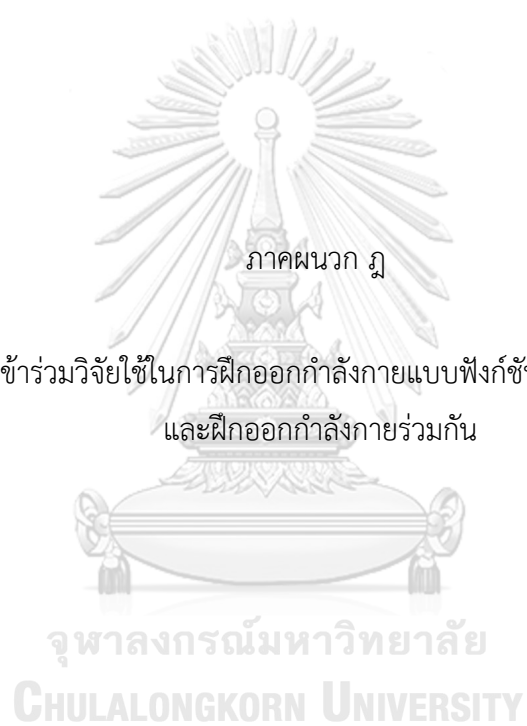 ภาคผนวก ฎ
ข้าร่วมวิจัยใช้ในการฝึกออกกำลังกายแบบฟังก์ชั
และฝึกออกกำลังกายร่วมกัน
จุฬาลงกรณ์มหาวิทยาลัย
CHULALONGKORN UNIVERSITY